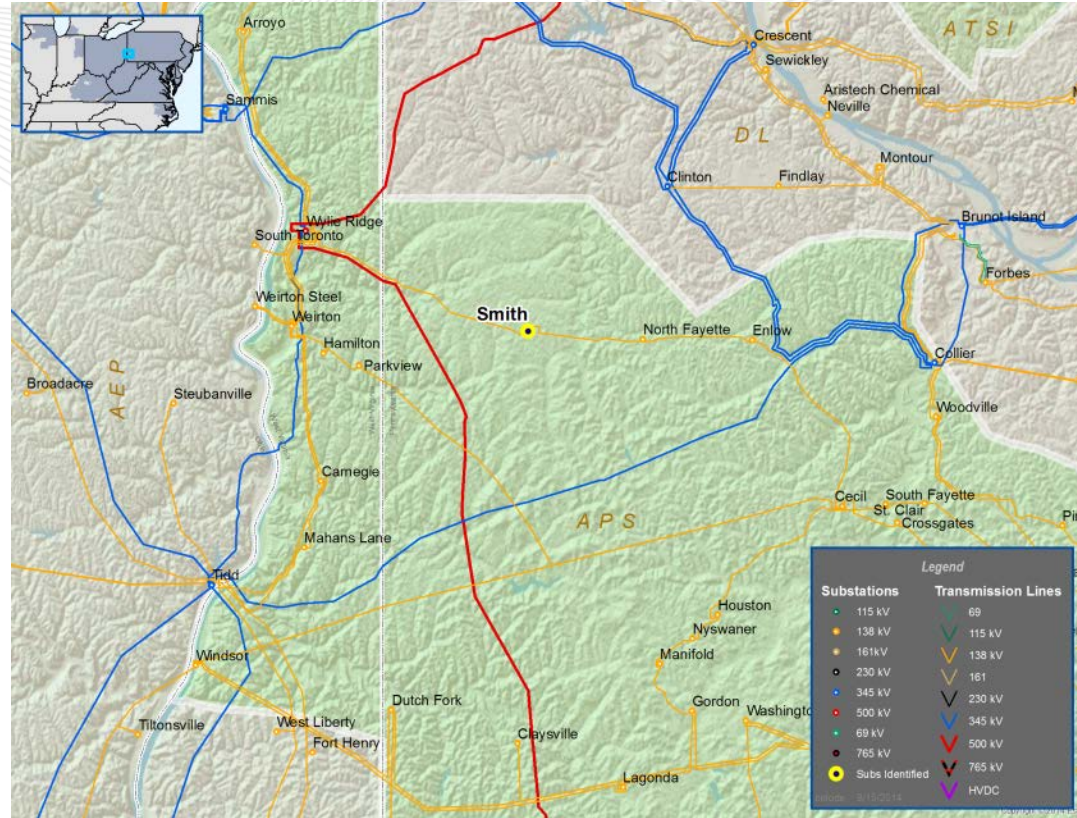 Arroyo
Sammis
Crescent
ATSI
Sewickley
Aristech Chemical
Neville
DL
Montour
Clinton
Findlay
Wylie Ridge
South Toronto
Brunot Island
Forbes
Weirton Steel
Weirton
Smith
North Fayette
Enlow
Hamilton
Parkview
Collier
Broadacre
Steubanville
AEP
Woodville
Carnegie
Cecil
South Fayette
St. Clair
Crossgates
APS
Mahans Lane
Tidd
Houston
Nyswaner
Windsor
Manifold
Dutch Fork
Gordon
Tiltonsville
West Liberty
Fort Henry
Claysville
Lagonda
Legend
Substations
115 kV
138 kV
161kV
230 kV
345 kV
500 kV
69 kV
765 kV
Subs Identified
Transmission Lines
69
115 kV
138 kV
161
230 kV
345 kV
500 kV
765 kV
HVDC
9/15/2014